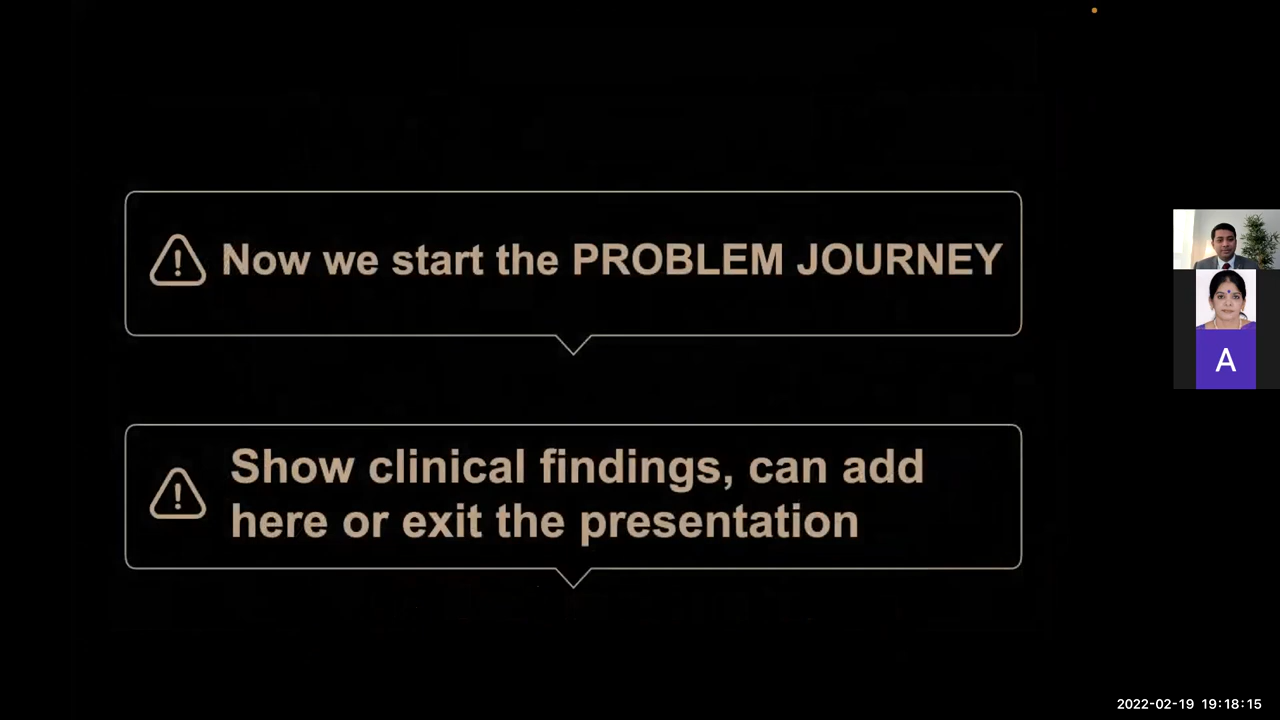 Now we start the PROBLEM JOURNEY
Show clinical findings, can add
here or exit the presentation
A
2022-02-19 19:18:15